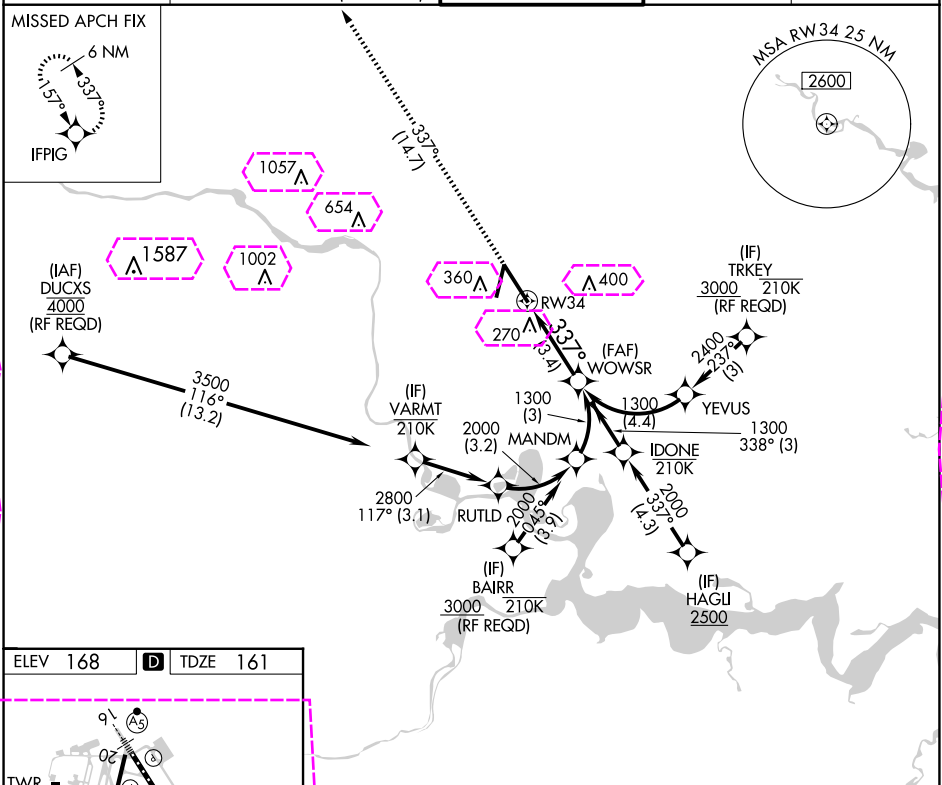 MISSED APCH FIX
6 NM
157°
337°
IFPIG
MSA RW34 25 NM
2600
337°
(14.7)
1057
654
1587
1002
360
400
270
RW34
(IAF)
DUCXS
4000
(RF REQD)
3500
116°
(13.2)
(IF)
VARMT
210K
2800
117° (3.1)
RUTLD
2000
(3.2)
MANDM
1300
(3)
337°
(3.4)
(FAF)
WOWSR
(IF)
TRKEY
3000 210K
(RF REQD)
2400
237°
(3)
YEVUS
1300
(4.4)
1300
338° (3)
IDONE
210K
2000
337°
(4.3)
(IF)
HAGLI
2500
2000
045°
(3.9)
(IF)
BAIRR
3000 210K
(RF REQD)
ELEV 168
D
TDZE 161
16
A5
20
P
TWR